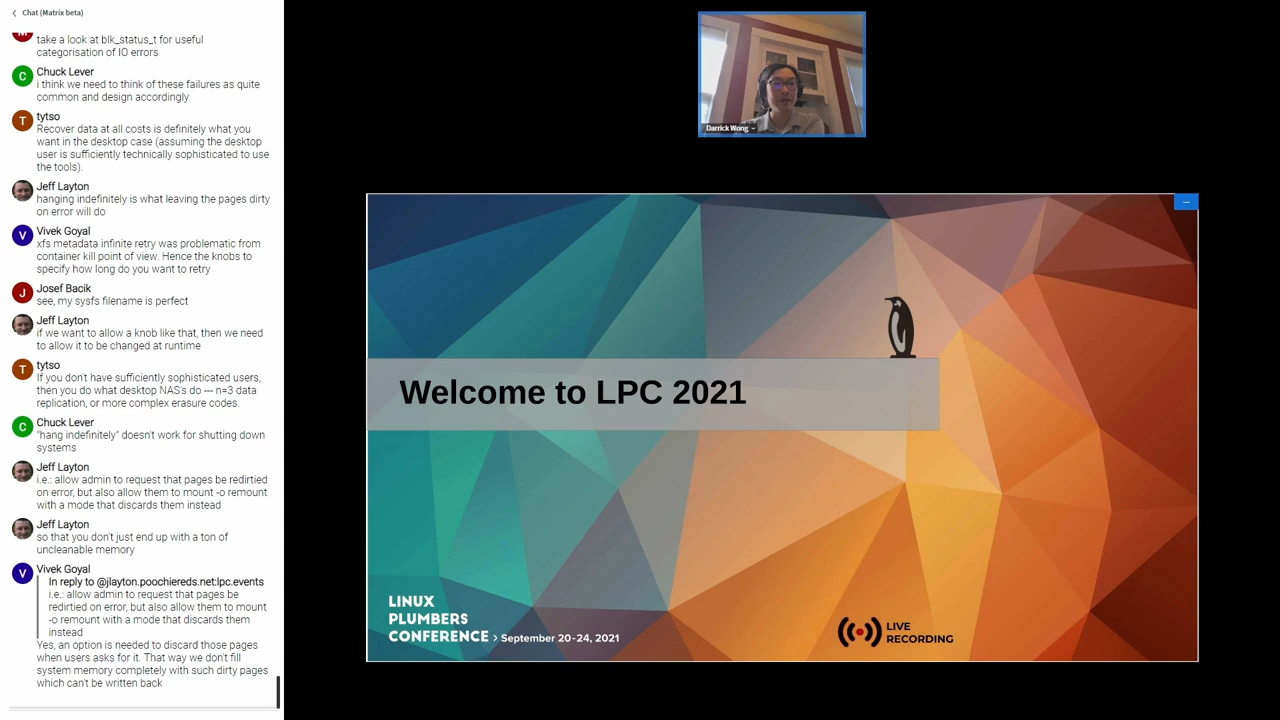 Chat (Matrix beta)
take a look at blk_status_t for useful
categorisation of IO errors
C
Chuck Lever
i think we need to think of these failures as quite
common and design accordingly
T
tytso
Recover data at all costs is definitely what you
want in the desktop case (assuming the desktop
user is sufficiently technically sophisticated to use
the tools).
Jeff Layton
hanging indefinitely is what leaving the pages dirty
on error will do
V
Vivek Goyal
xfs metadata infinite retry was problematic from
container kill point of view. Hence the knobs to
specify how long do you want to retry
J
Josef Bacik
see, my sysfs filename is perfect
Jeff Layton
if we want to allow a knob like that, then we need
to allow it to be changed at runtime
T
tytso
If you don't have sufficiently sophisticated users,
then you do what desktop NAS's do --- n=3 data
replication, or more complex erasure codes.
C
Chuck Lever
"hang indefinitely" doesn't work for shutting down
systems
Jeff Layton
i.e.: allow admin to request that pages be redirtied
on error, but also allow them to mount -o remount
with a mode that discards them instead
Jeff Layton
so that you don't just end up with a ton of
uncleanable memory
V
Vivek Goyal
In reply to @jlayton.poochiereds.net:lpc.events
i.e.: allow admin to request that pages be
redirtied on error, but also allow them to mount
-o remount with a mode that discards them
instead
Yes, an option is needed to discard those pages
when users asks for it. That way we don't fill
system memory completely with such dirty pages
which can't be written back
Darrick Wong
Welcome to LPC 2021
LINUX
PLUMBERS
CONFERENCE > September 20-24, 2021
LIVE
RECORDING